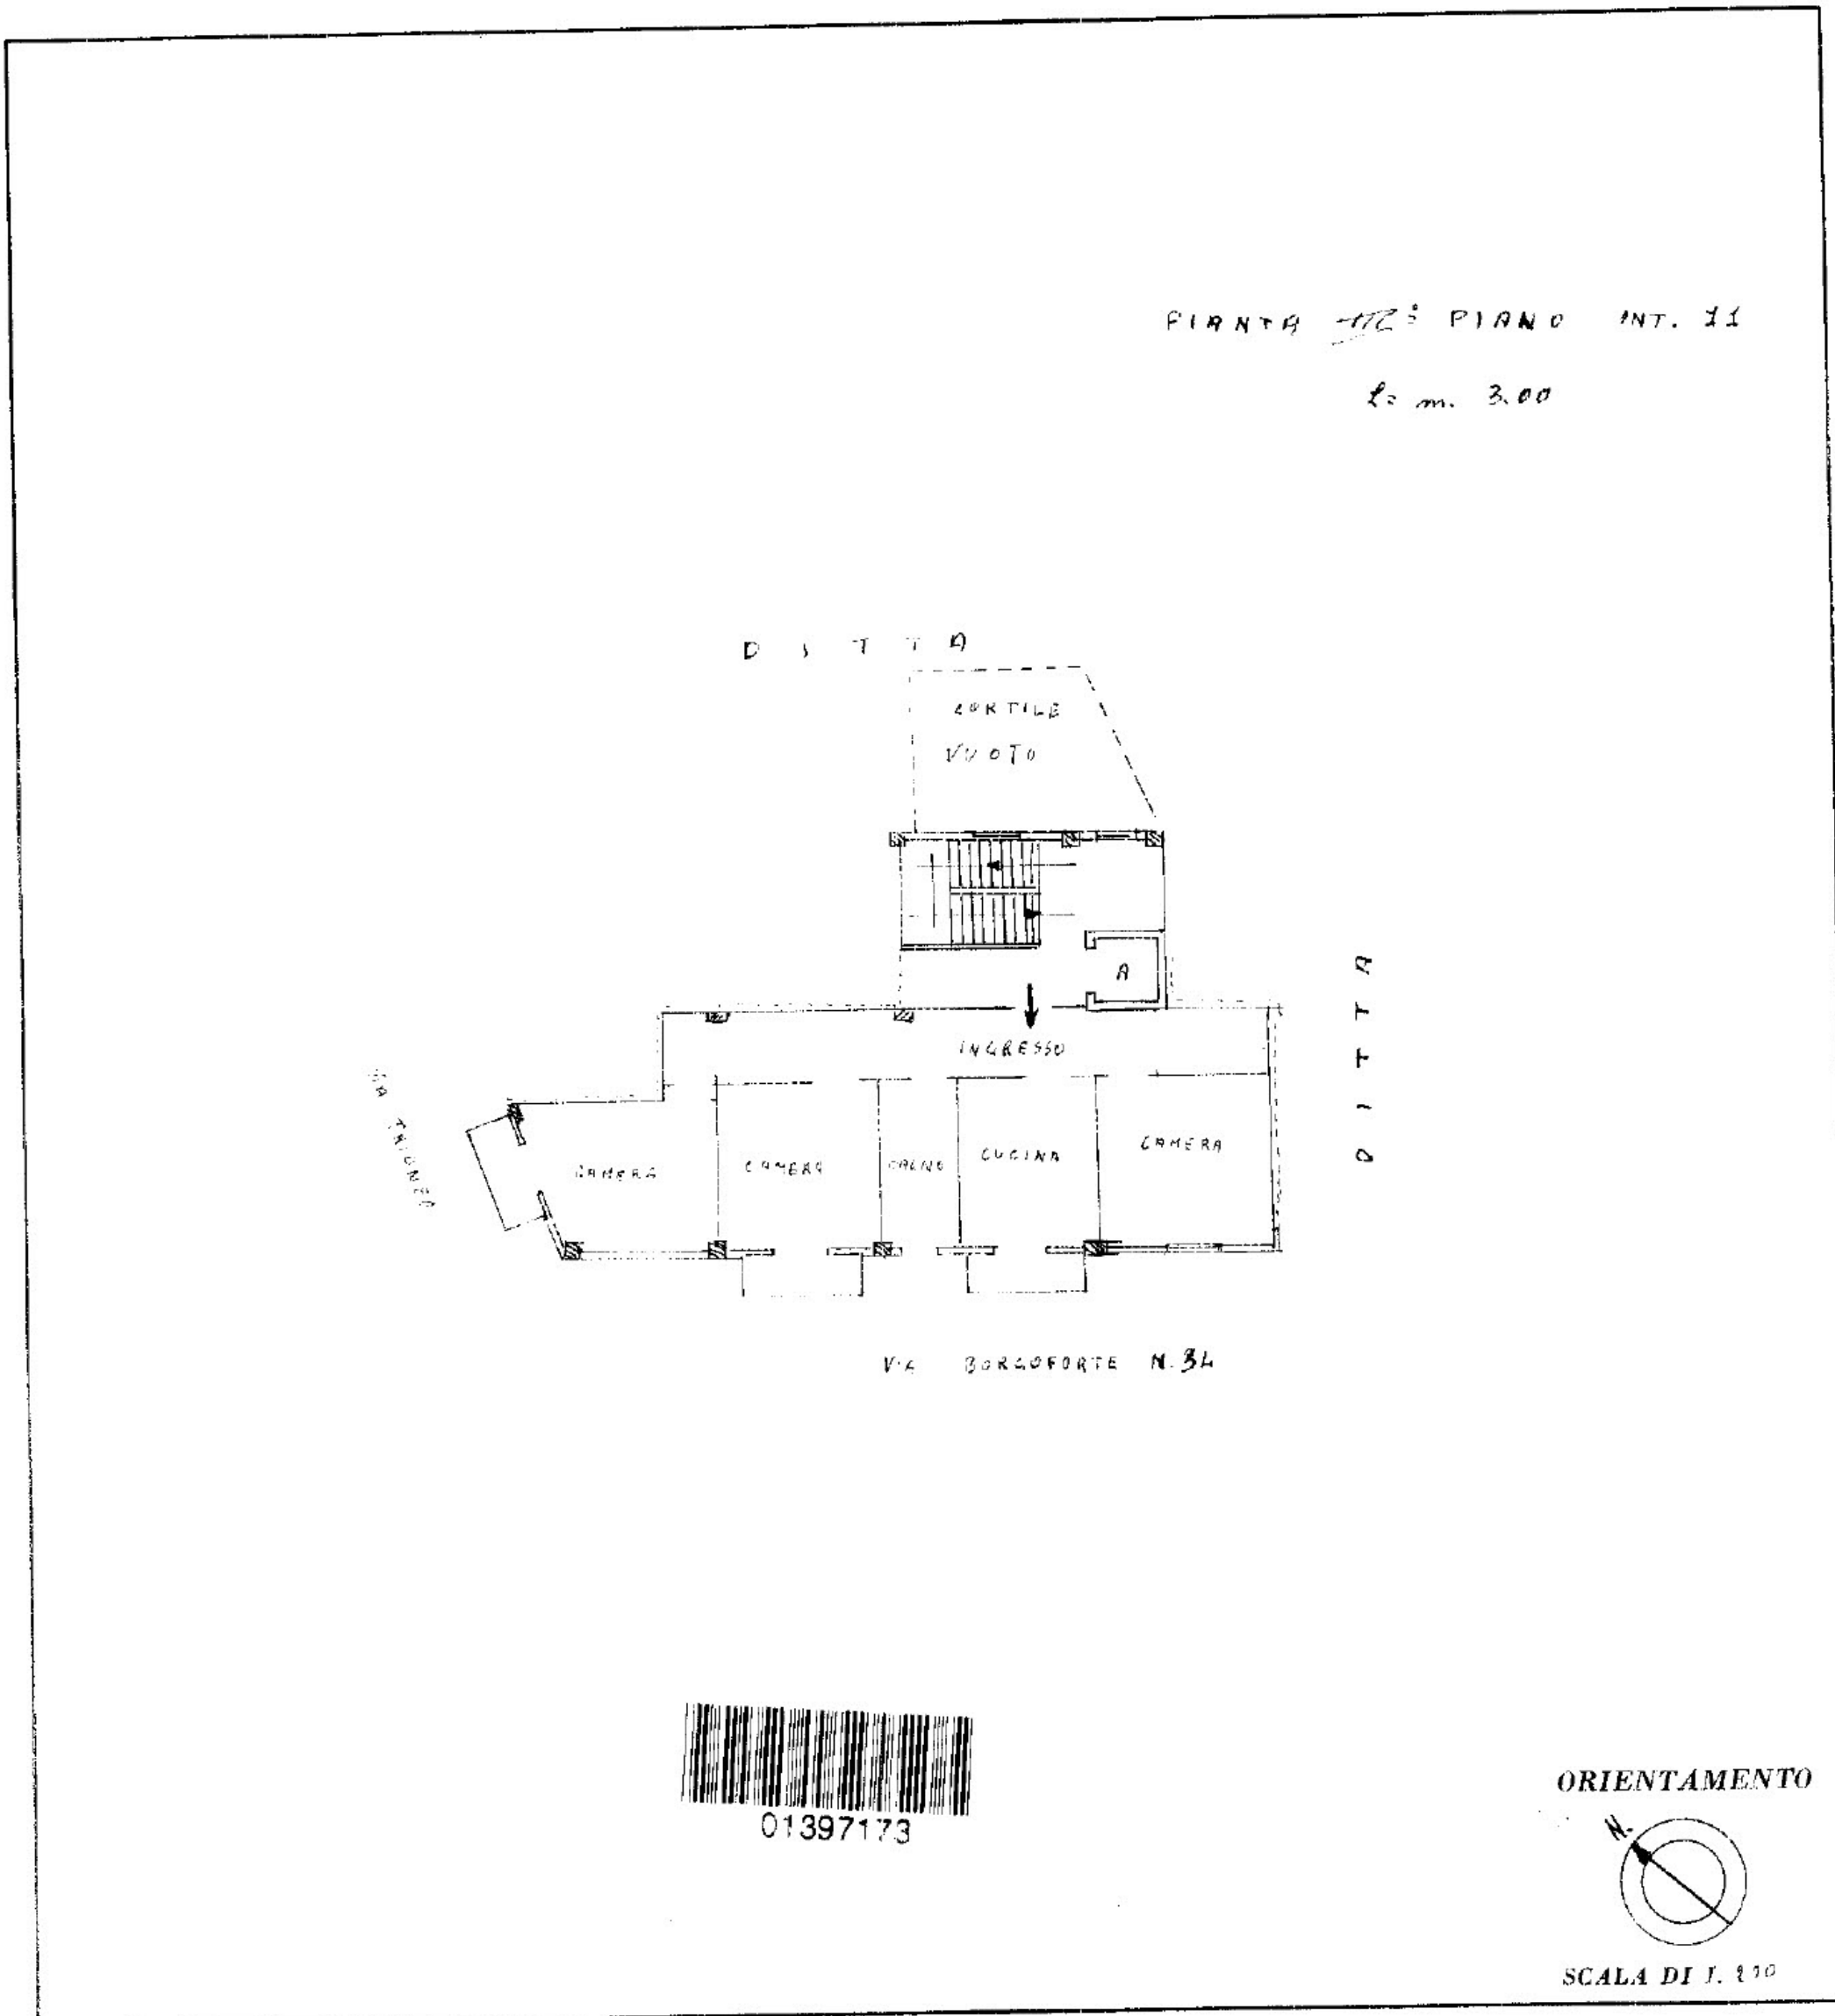 PIANTA PIANO INT. 11
h= m. 3.00
DITTA
CORTILE
VUOTO
A
DITTA
INGRESSO
CAMERA
CAMERA
BAGNO
CUCINA
CAMERA
VIA BORGOFORTE N. 34
01397173
ORIENTAMENTO
N.
SCALA DI 1: